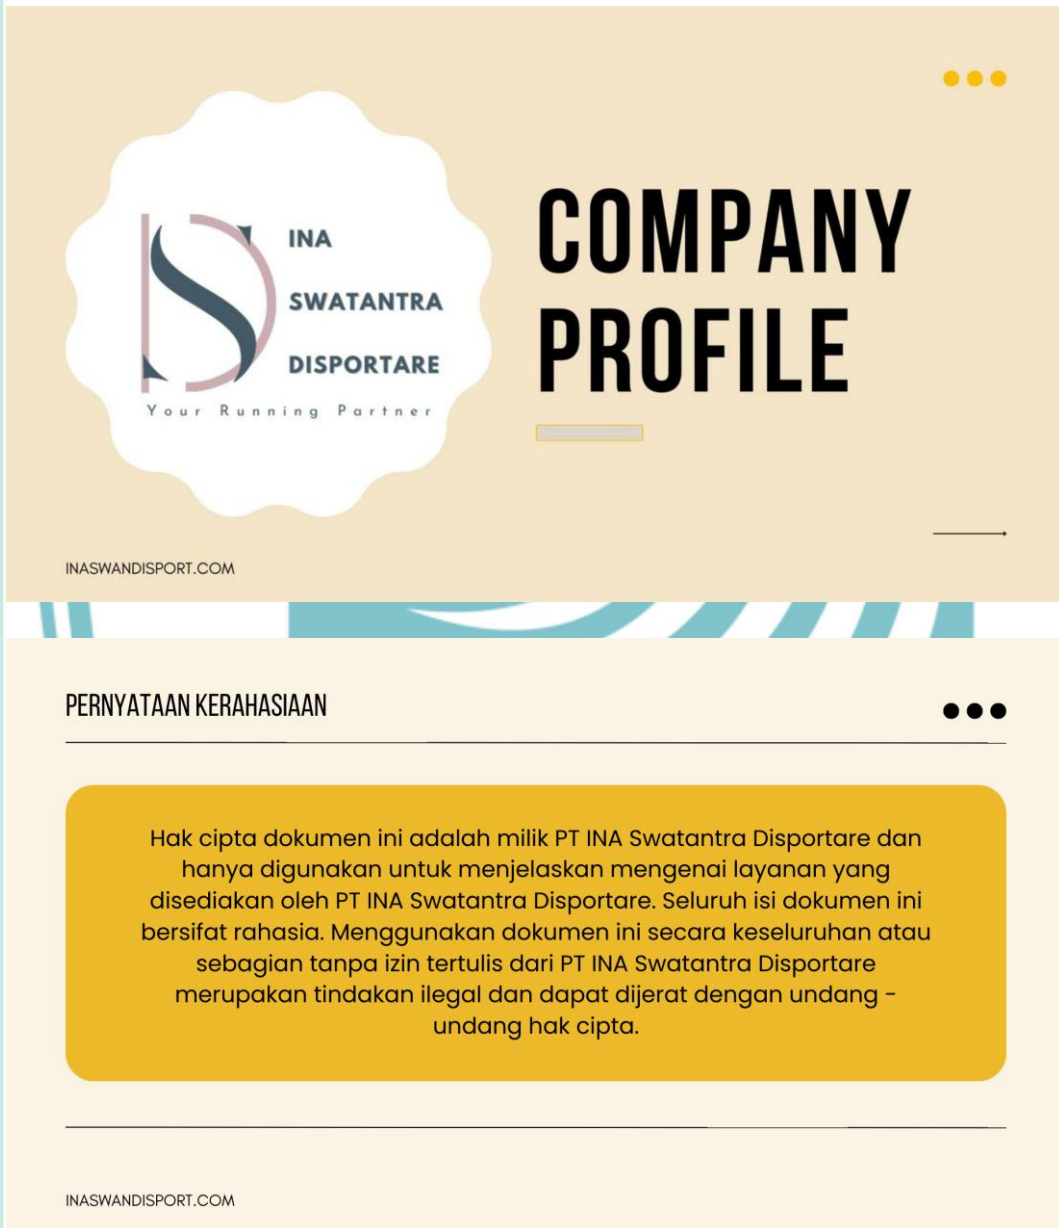 INA
SWATANTRA
DISPORTARE
Your Running Partner
COMPANY
PROFILE
INASWANDISPORT.COM
PERNYATAAN KERAHASIAAN
Hak cipta dokumen ini adalah milik PT INA Swatantra Disportare dan
hanya digunakan untuk menjelaskan mengenai layanan yang
disediakan oleh PT INA Swatantra Disportare. Seluruh isi dokumen ini
bersifat rahasia. Menggunakan dokumen ini secara keseluruhan atau
sebagian tanpa izin tertulis dari PT INA Swatantra Disportare
merupakan tindakan ilegal dan dapat dijerat dengan undang -
undang hak cipta.
INASWANDISPORT.COM